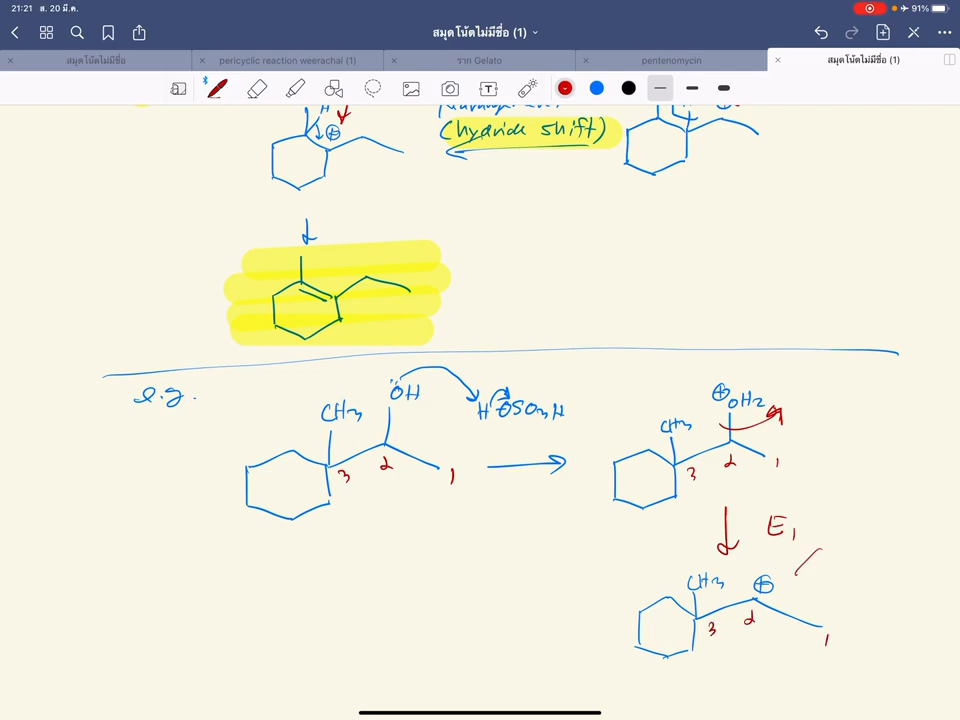 21:21 ส. 20 มี.ค.
91%
สมุดโน้ตไม่มีชื่อ (1)
สมุดโน้ตไม่มีชื่อ
pericyclic reaction weerachai (1)
ราก Gelato
pentenomycin
สมุดโน้ตไม่มีชื่อ (1)
H
⊕
(hydride shift)
e.g.
CH3
ÖH
H OSO3H
3
2
1
CH3
⊕
OH2
3
2
1
E1
CH3
⊕
3
2
1